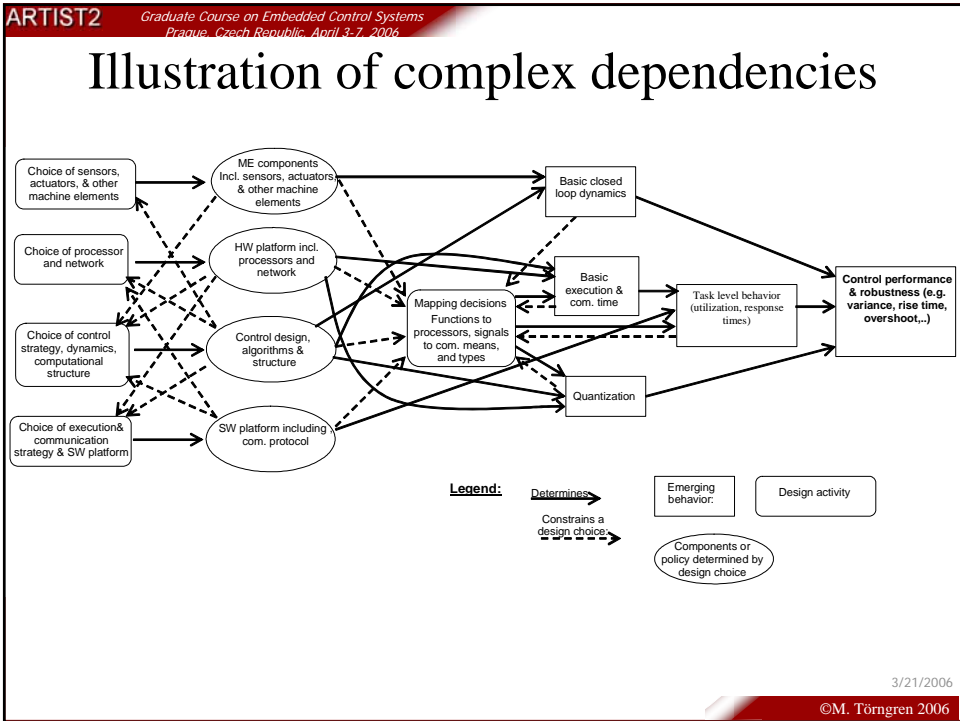 ARTIST2
Graduate Course on Embedded Control Systems
Prague, Czech Republic, April 3-7, 2006
Illustration of complex dependencies
Choice of sensors,
actuators, & other
machine elements
Choice of processor
and network
Choice of control
strategy, dynamics,
computational
structure
Choice of execution&
communication
strategy & SW platform
ME components
Incl. sensors, actuators,
& other machine
elements
HW platform incl.
processors and
network
Control design,
algorithms &
structure
SW platform including
com. protocol
Mapping decisions
Functions to
processors, signals
to com. means,
and types
Basic closed
loop dynamics
Basic
execution &
com. time
Quantization
Task level behavior
(utilization, response
times)
Control performance
& robustness (e.g.
variance, rise time,
overshoot,..)
Legend:
Determines
Constrains a
design choice:
Emerging
behavior:
Design activity
Components or
policy determined by
design choice
3/21/2006
©M. Törngren 2006